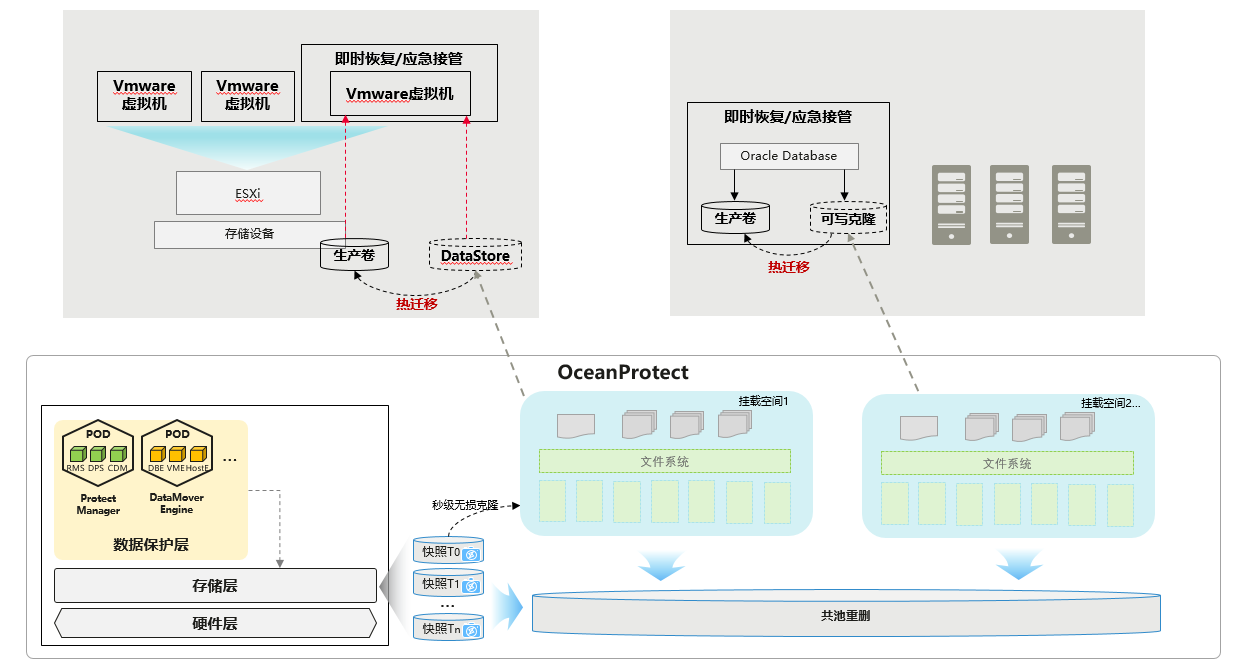 即时恢复/应急接管
Vmware
虚拟机
Vmware
虚拟机
Vmware虚拟机
ESXi
存储设备
生产卷
DataStore
热迁移
即时恢复/应急接管
Oracle Database
生产卷
可写克隆
热迁移
OceanProtect
POD
RMS DPS CDM
Protect
Manager
POD
DBE VME HostE
DataMover
Engine
...
数据保护层
存储层
硬件层
秒级无损克隆
快照T0
快照T1
...
快照Tn
挂载空间1
文件系统
挂载空间2...
文件系统
共池重删